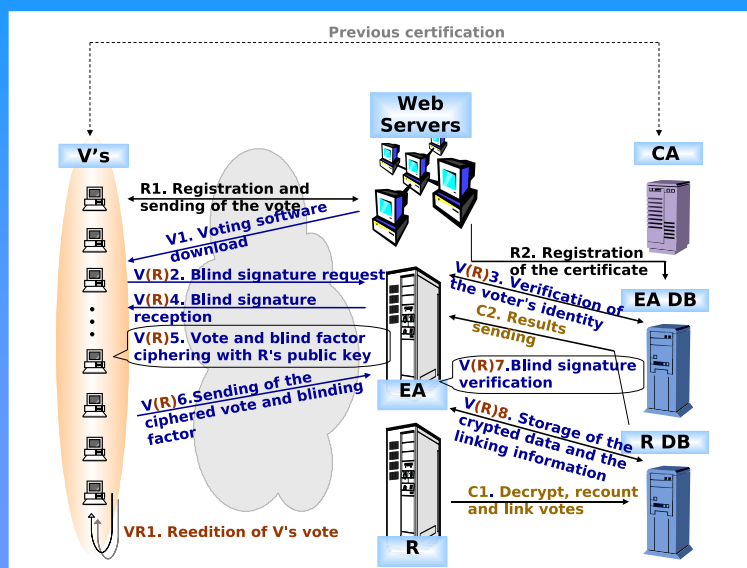 Previous certification
Web
Servers
V's
CA
R1. Registration and
sending of the vote
V1. Voting software
download
R2. Registration
of the certificate
V(R)2. Blind signature request
V(R)3. Verification of
the voter's identity
EA DB
V(R)4. Blind signature
reception
C2. Results
sending
V(R)5. Vote and blind factor
ciphering with R's public key
V(R)7.Blind signature
verification
EA
V(R)6.Sending of the
ciphered vote and blinding
factor
V(R)8. Storage of the
crypted data and the
linking information
R DB
C1. Decrypt, recount
and link votes
VR1. Reedition of V's vote
R